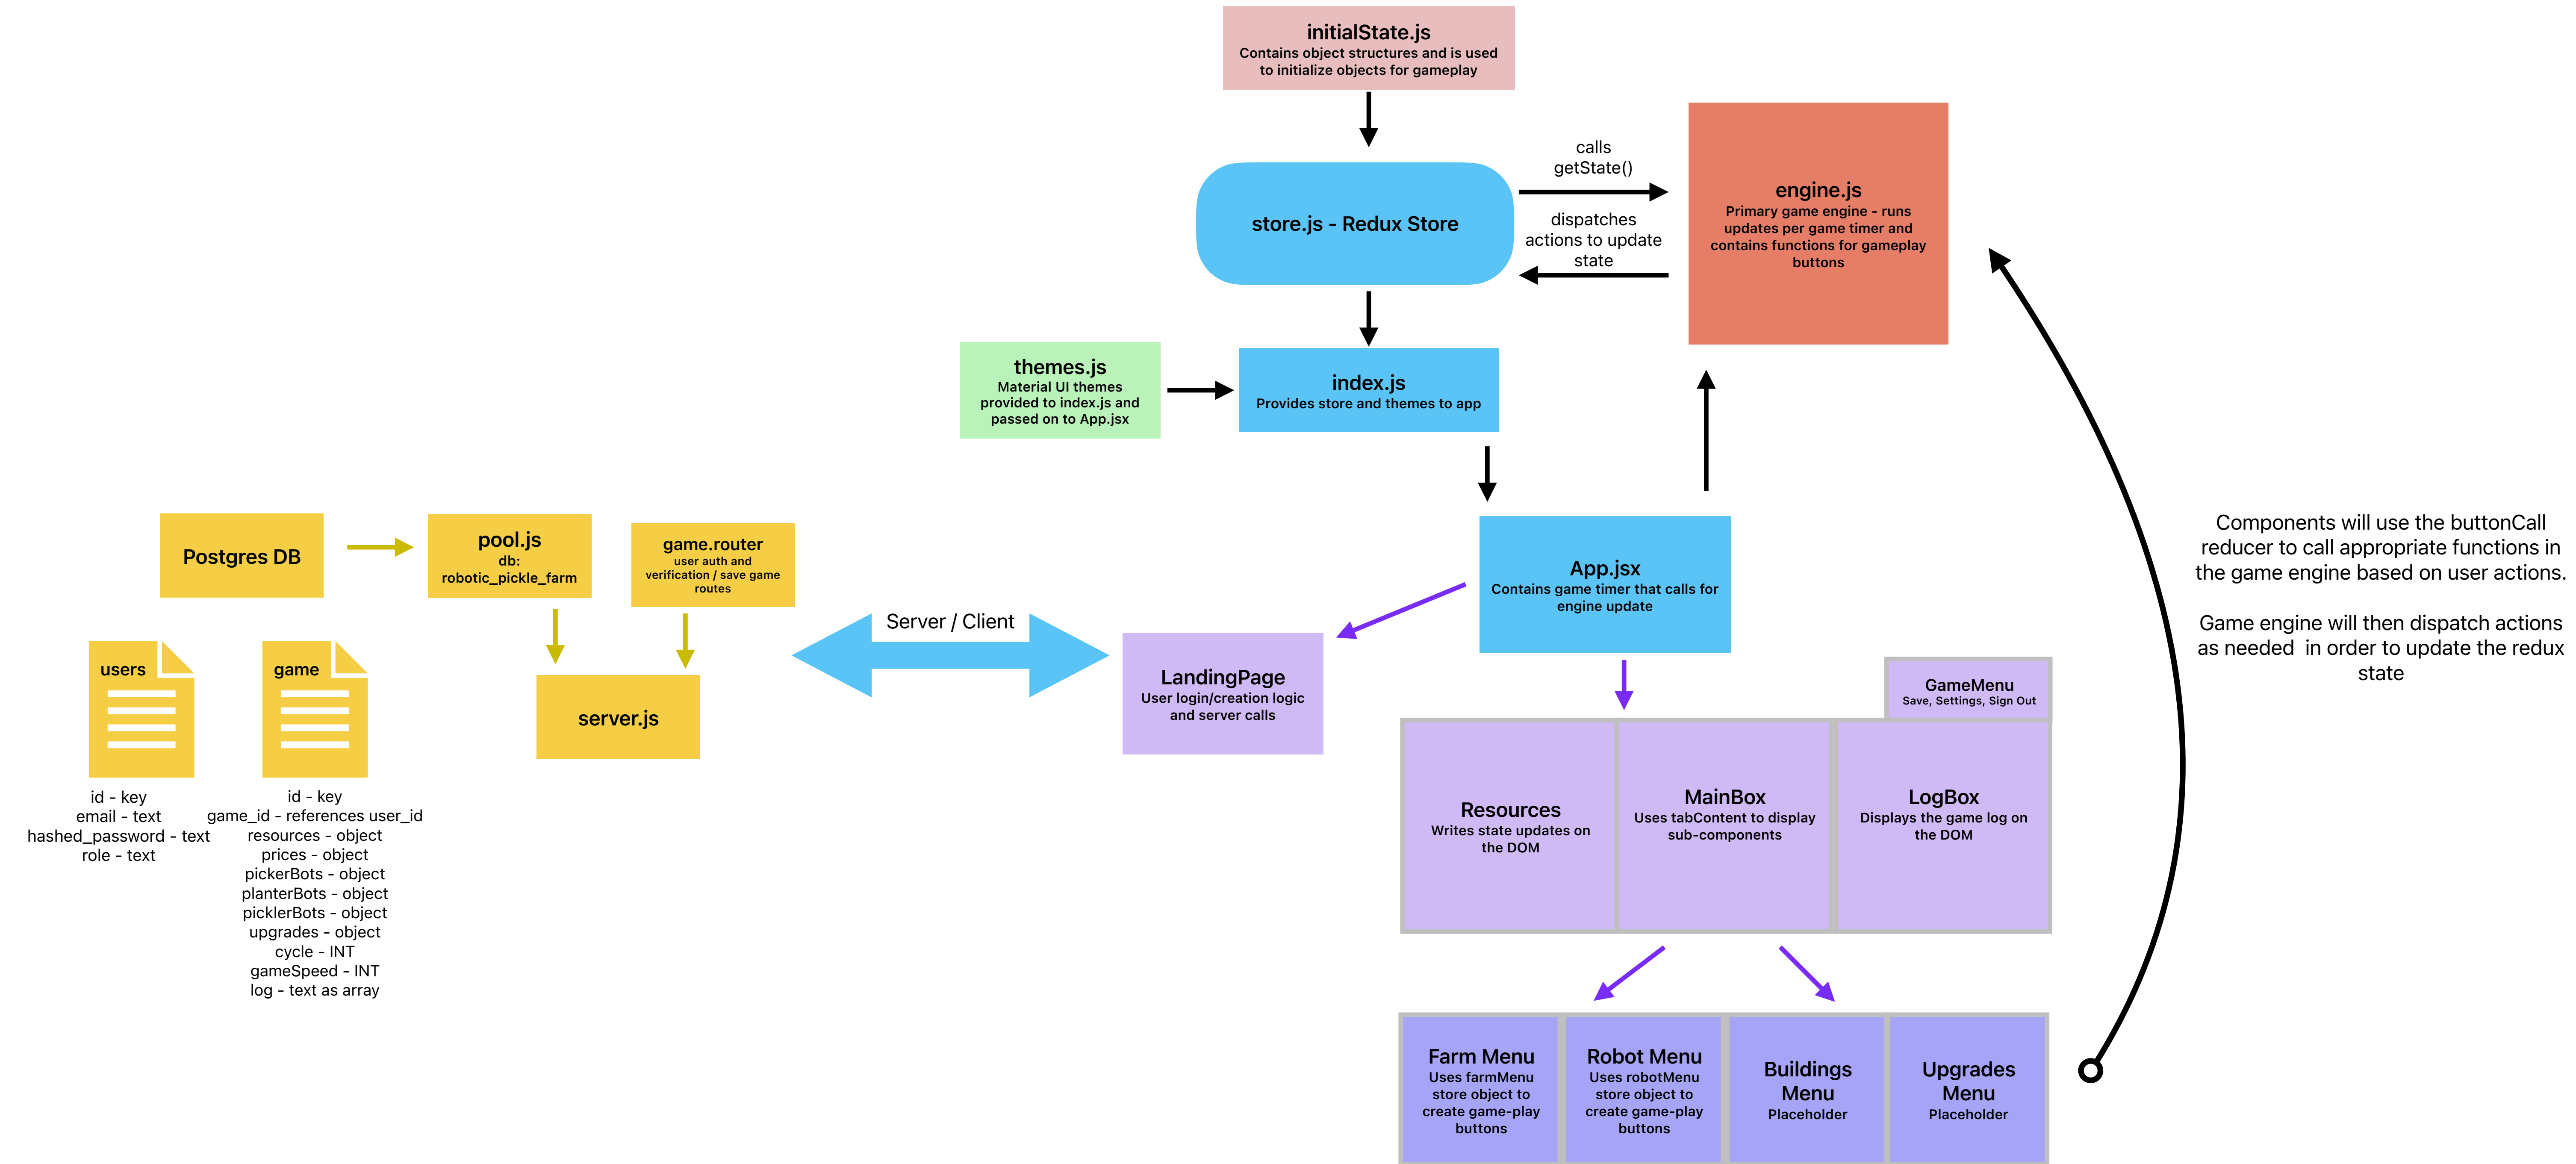 initialState.js
Contains object structures and is used
to initialize objects for gameplay
calls
getState()
dispatches
actions to update
state
store.js - Redux Store
engine.js
Primary game engine - runs
updates per game timer and
contains functions for gameplay
buttons
themes.js
Material UI themes
provided to index.js and
passed on to App.jsx
index.js
Provides store and themes to app
Postgres DB
pool.js
db:
robotic_pickle_farm
game.router
user auth and
verification / save game
routes
server.js
users
game
id - key
email - text
hashed_password - text
role - text
id - key
game_id - references user_id
resources - object
prices - object
pickerBots - object
planterBots - object
picklerBots - object
upgrades - object
cycle - INT
gameSpeed - INT
log - text as array
Server / Client
App.jsx
Contains game timer that calls for
engine update
LandingPage
User login/creation logic
and server calls
GameMenu
Save, Settings, Sign Out
Resources
Writes state updates on
the DOM
MainBox
Uses tabContent to display
sub-components
LogBox
Displays the game log on
the DOM
Farm Menu
Uses farmMenu
store object to
create game-play
buttons
Robot Menu
Uses robotMenu
store object to
create game-play
buttons
Buildings
Menu
Placeholder
Upgrades
Menu
Placeholder
Components will use the buttonCall
reducer to call appropriate functions in
the game engine based on user actions.
Game engine will then dispatch actions
as needed  in order to update the redux
state